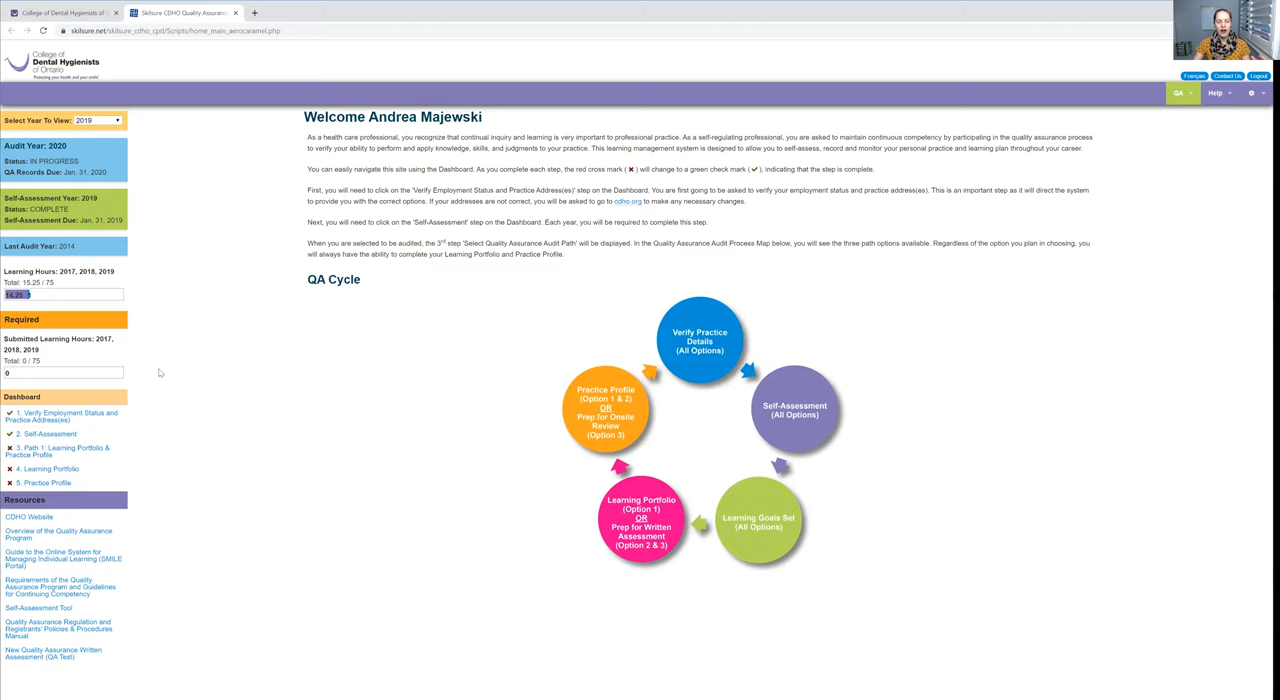 College of Dental Hygienists of O
Skilsure CDHO Quality Assuranc
skilsure.net/skilsure_cdho_cpd/Scripts/home_main_aerocaramel.php
College of
Dental Hygienists
of Ontario
Protecting your health and your smile
Français
Contact Us
Logout
QA
Help
Select Year To View: 2019
Audit Year: 2020
Status: IN PROGRESS
QA Records Due: Jan. 31, 2020
Self-Assessment Year: 2019
Status: COMPLETE
Self-Assessment Due: Jan. 31, 2019
Last Audit Year: 2014
Learning Hours: 2017, 2018, 2019
Total: 15.25 / 75
14.25
Required
Submitted Learning Hours: 2017,
2018, 2019
Total: 0 / 75
0
Dashboard
1. Verify Employment Status and
Practice Address(es)
2. Self-Assessment
3. Path 1: Learning Portfolio &
Practice Profile
4. Learning Portfolio
5. Practice Profile
Resources
CDHO Website
Overview of the Quality Assurance
Program
Guide to the Online System for
Managing Individual Learning (SMILE
Portal)
Requirements of the Quality
Assurance Program and Guidelines
for Continuing Competency
Self-Assessment Tool
Quality Assurance Regulation and
Registrants' Policies & Procedures
Manual
New Quality Assurance Written
Assessment (QA Test)
Welcome Andrea Majewski
As a health care professional, you recognize that continual inquiry and learning is very important to professional practice. As a self-regulating professional, you are asked to maintain continuous competency by participating in the quality assurance process
to verify your ability to perform and apply knowledge, skills, and judgments to your practice. This learning management system is designed to allow you to self-assess, record and monitor your personal practice and learning plan throughout your career.
You can easily navigate this site using the Dashboard. As you complete each step, the red cross mark ( ✖ ) will change to a green check mark ( ✔ ), indicating that the step is complete.
First, you will need to click on the 'Verify Employment Status and Practice Address(es)' step on the Dashboard. You are first going to be asked to verify your employment status and practice address(es). This is an important step as it will direct the system
to provide you with the correct options. If your addresses are not correct, you will be asked to go to cdho.org to make any necessary changes.
Next, you will need to click on the 'Self-Assessment' step on the Dashboard. Each year, you will be required to complete this step.
When you are selected to be audited, the 3rd step 'Select Quality Assurance Audit Path' will be displayed. In the Quality Assurance Audit Process Map below, you will see the three path options available. Regardless of the option you plan in choosing, you
will always have the ability to complete your Learning Portfolio and Practice Profile.
QA Cycle
Verify Practice
Details
(All Options)
Self-Assessment
(All Options)
Learning Goals Set
(All Options)
Learning Portfolio
(Option 1)
OR
Prep for Written
Assessment
(Option 2 & 3)
Practice Profile
(Option 1 & 2)
OR
Prep for Onsite
Review
(Option 3)